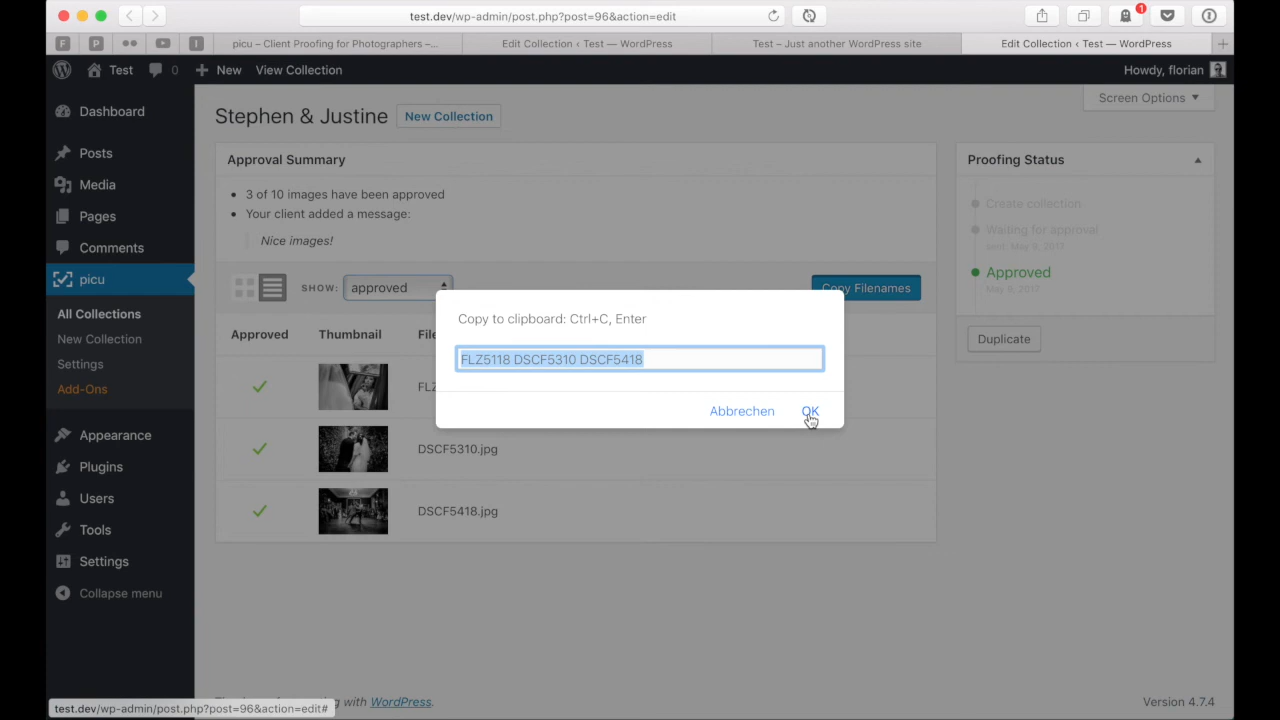 test.dev/wp-admin/post.php?post=96&action=edit
1
F P I picu – Client Proofing for Photographers –... Edit Collection ‹ Test — WordPress Test – Just another WordPress site Edit Collection ‹ Test — WordPress
Test 0 New View Collection Howdy, florian
Screen Options
Dashboard
Posts
Media
Pages
Comments
picu
All Collections
New Collection
Settings
Add-Ons
Appearance
Plugins
Users
Tools
Settings
Collapse menu
Stephen & Justine New Collection
Approval Summary
3 of 10 images have been approved
Your client added a message:
Nice images!
SHOW: approved Copy Filenames
Approved Thumbnail
DSCF5310.jpg
DSCF5418.jpg
Copy to clipboard: Ctrl+C, Enter
FLZ5118 DSCF5310 DSCF5418
Abbrechen OK
Proofing Status
Create collection
Waiting for approval
sent: May 9, 2017
Approved
May 9, 2017
Duplicate
with WordPress.
Version 4.7.4
test.dev/wp-admin/post.php?post=96&action=edit#